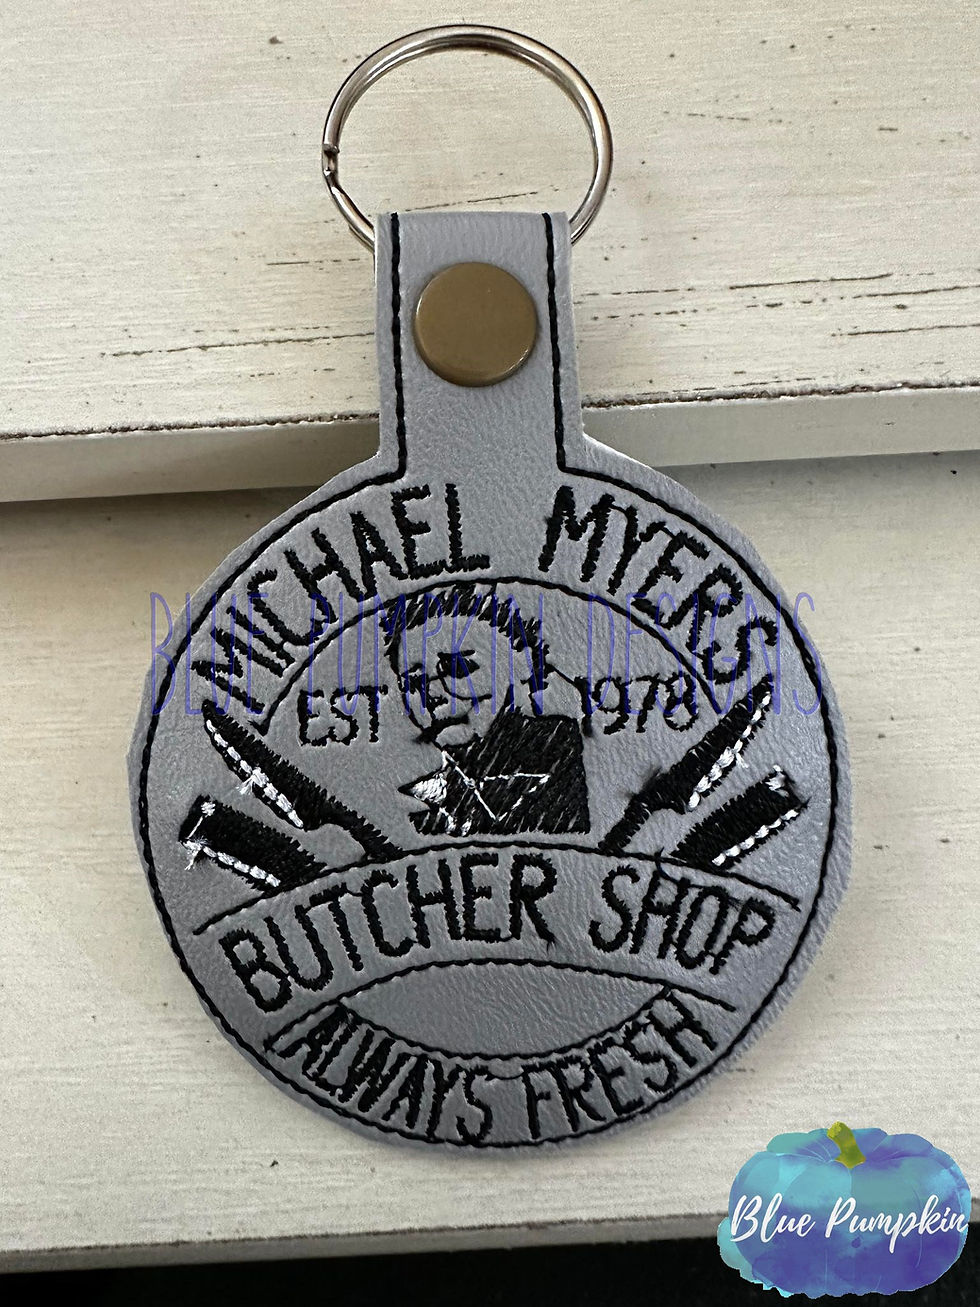 MICHAEL MYERS
BLUE PUMPKIN DESIGNS
EST 1978
BUTCHER SHOP
ALWAYS FRESH
Blue Pumpkin